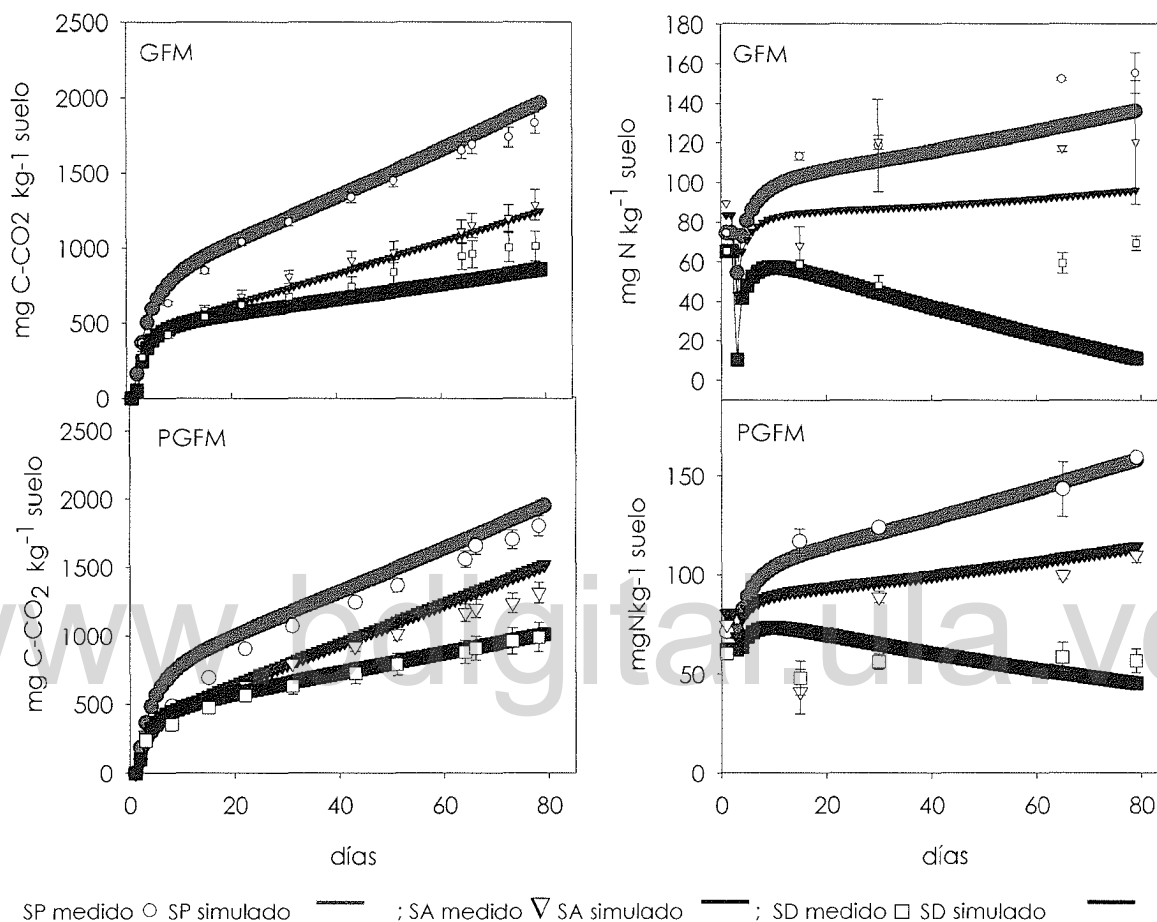 GFM
mg C-CO2 kg-1 suelo
2500
2000
1500
1000
500
0
GFM
mg N kg-1 suelo
180
160
140
120
100
80
60
40
20
0
PGFM
mg C-CO2 kg-1 suelo
2500
2000
1500
1000
500
0
0 20 40 60 80
días
PGFM
mgNkg-1 suelo
150
100
50
0
0 20 40 60 80
días
www.bdigital.ula.ve
SP medido SP simulado ; SA medido SA simulado ; SD medido SD simulado